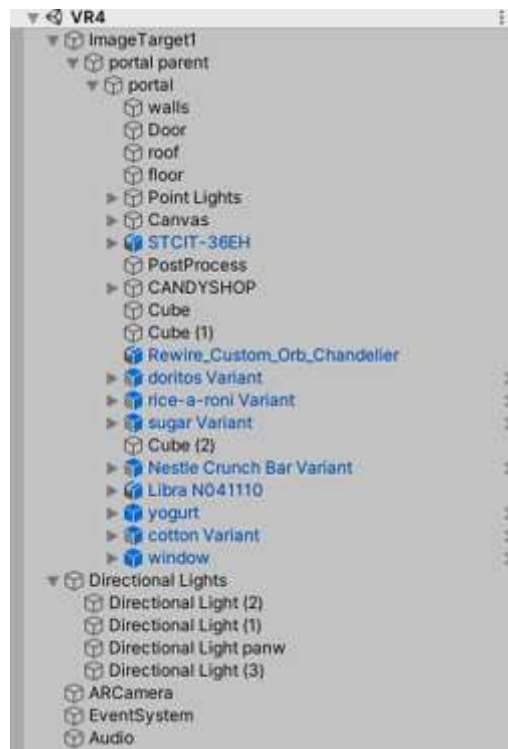 VR4
ImageTarget1
portal parent
portal
walls
Door
roof
floor
Point Lights
Canvas
STCIT-36EH
PostProcess
CANDYSHOP
Cube
Cube (1)
Rewire_Custom_Orb_Chandelier
doritos Variant
rice-a-roni Variant
sugar Variant
Cube (2)
Nestle Crunch Bar Variant
Libra N041110
yogurt
cotton Variant
window
Directional Lights
Directional Light (2)
Directional Light (1)
Directional Light panw
Directional Light (3)
ARCamera
EventSystem
Audio